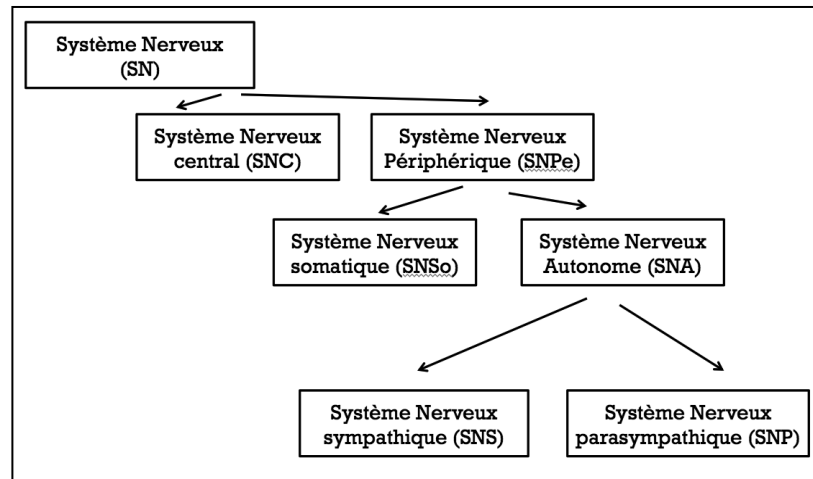 Système Nerveux
(SN)
Système Nerveux
central (SNC)
Système Nerveux
Périphérique (SNPe)
Système Nerveux
somatique (SNSo)
Système Nerveux
Autonome (SNA)
Système Nerveux
sympathique (SNS)
Système Nerveux
parasympathique (SNP)